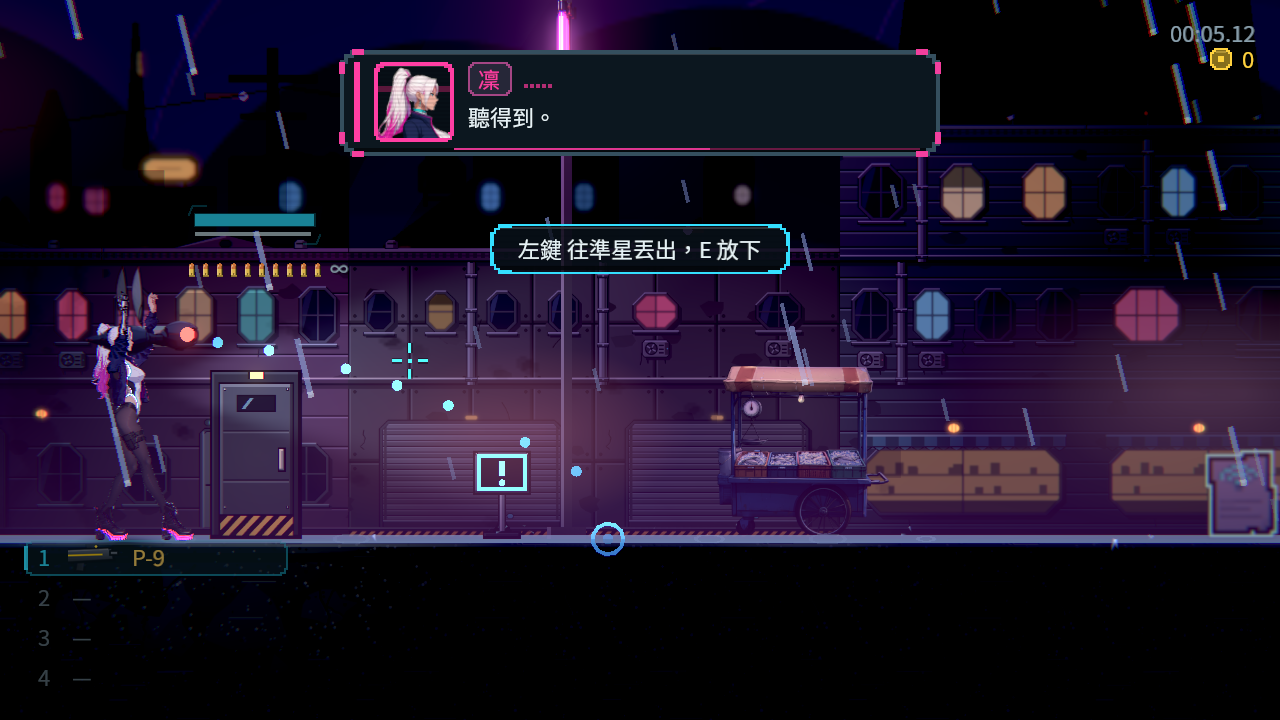 00:05.12
0
凛 .....
聽得到。
左鍵 往準星丟出，E 放下
∞
!
1 P-9
2 —
3 —
4 —